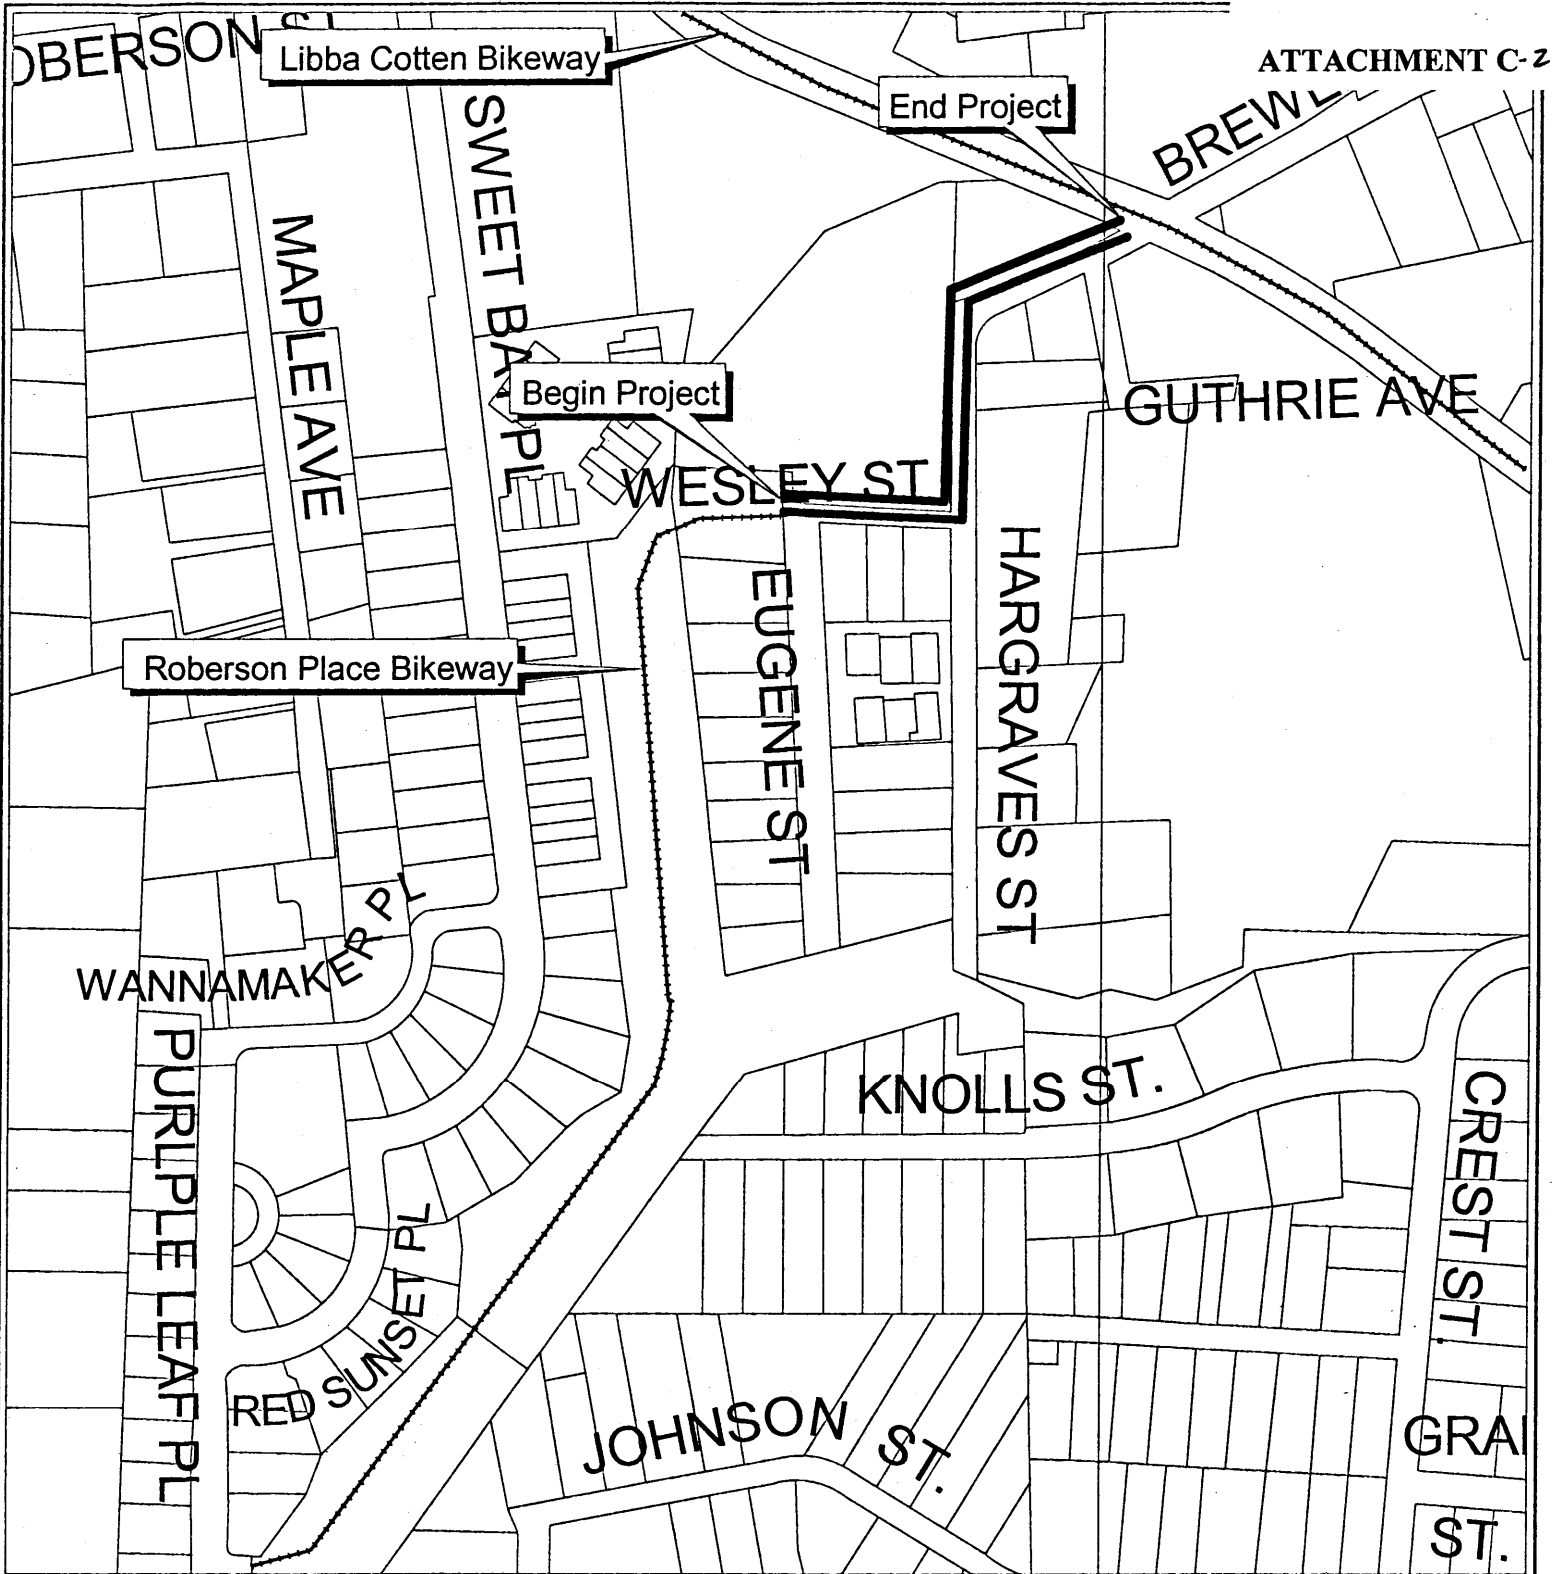 OBERSON ST
Libba Cotten Bikeway
ATTACHMENT C-2
End Project
SWEET BA PL
MAPLE AVE
Begin Project
GUTHRIE AVE
WESLEY ST
HARGRAVES ST
EUGENE ST
Roberson Place Bikeway
WANNAMAKER PL
PURLPLE LEAF PL
KNOLLS ST.
CREST ST.
RED SUNSET PL
JOHNSON ST.
GRA
ST.